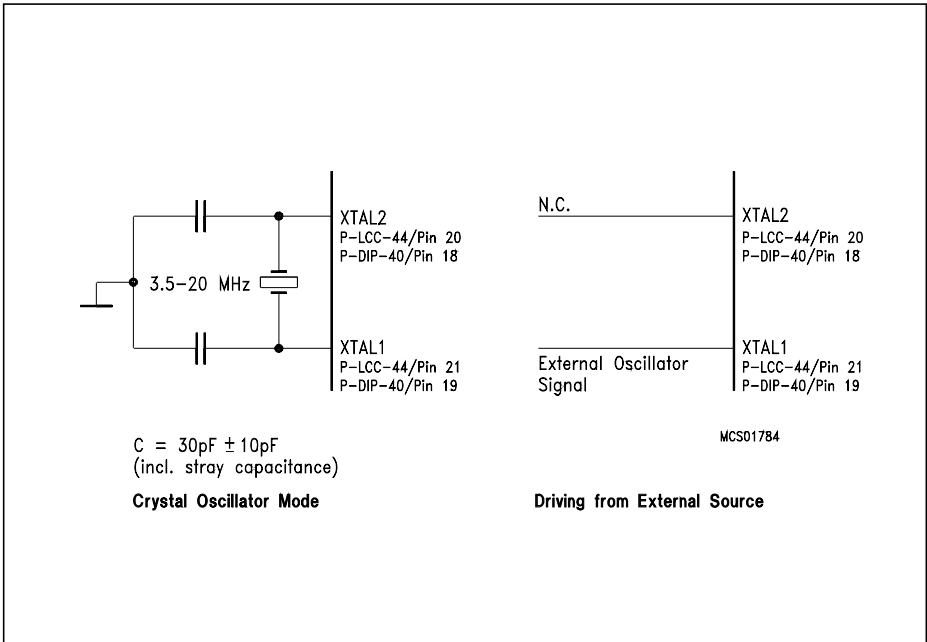 XTAL2
P-LCC-44/Pin 20
P-DIP-40/Pin 18
3.5-20 MHz
XTAL1
P-LCC-44/Pin 21
P-DIP-40/Pin 19
C = 30pF ± 10pF
(incl. stray capacitance)
Crystal Oscillator Mode
N.C.
XTAL2
P-LCC-44/Pin 20
P-DIP-40/Pin 18
External Oscillator
Signal
XTAL1
P-LCC-44/Pin 21
P-DIP-40/Pin 19
MCS01784
Driving from External Source